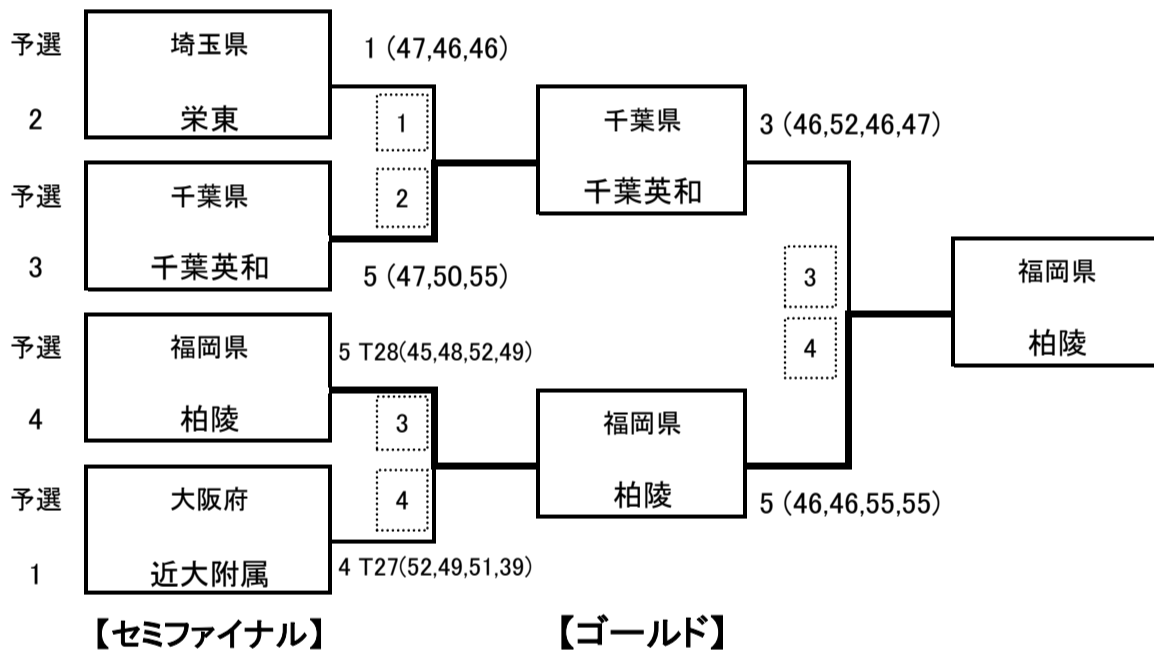 予選
2
埼玉県
栄東
1 (47,46,46)
1
予選
3
千葉県
千葉英和
2
5 (47,50,55)
千葉県
千葉英和
3 (46,52,46,47)
予選
4
福岡県
柏陵
5 T28(45,48,52,49)
3
予選
1
大阪府
近大附属
4
4 T27(52,49,51,39)
福岡県
柏陵
5 (46,46,55,55)
3
4
福岡県
柏陵
【セミファイナル】
【ゴールド】